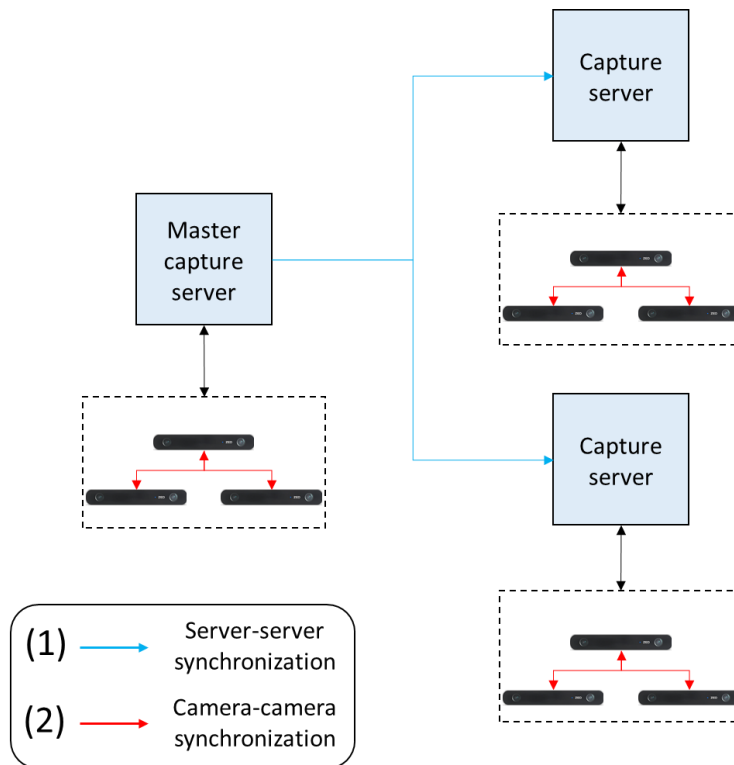 Capture
server
Master
capture
server
Capture
server
(1)
Server-server
synchronization
(2)
Camera-camera
synchronization